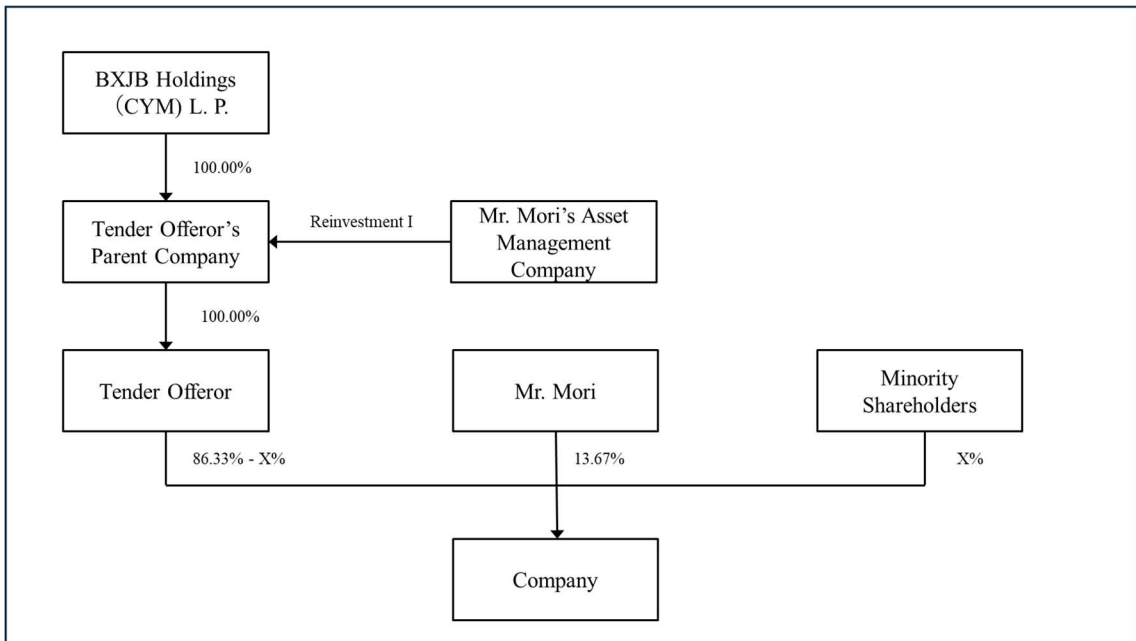 BXJB Holdings
（CYM) L. P.
100.00%
Tender Offeror’s
Parent Company
Reinvestment I
Mr. Mori’s Asset
Management
Company
100.00%
Tender Offeror
Mr. Mori
Minority
Shareholders
86.33% - X%
13.67%
X%
Company